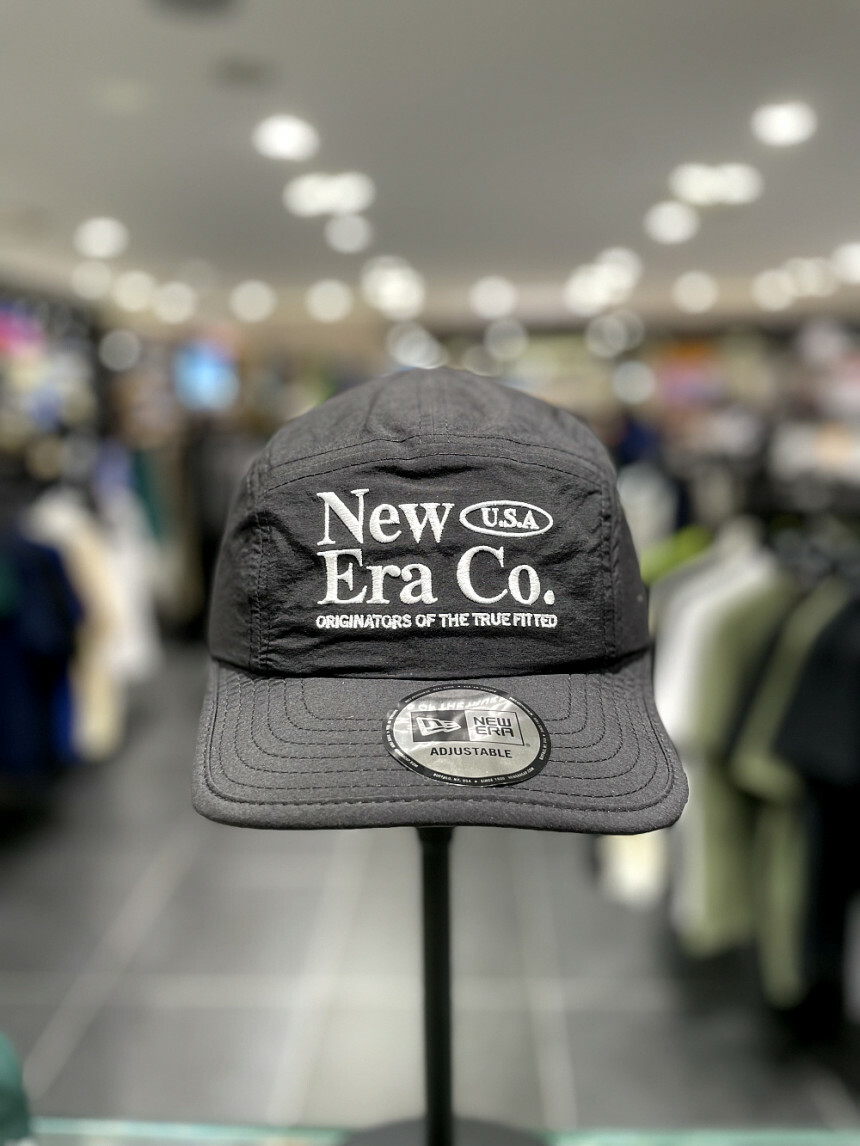 New U.S.A
Era Co.
ORIGINATORS OF THE TRUE FITTED
NEW
ERA
ADJUSTABLE